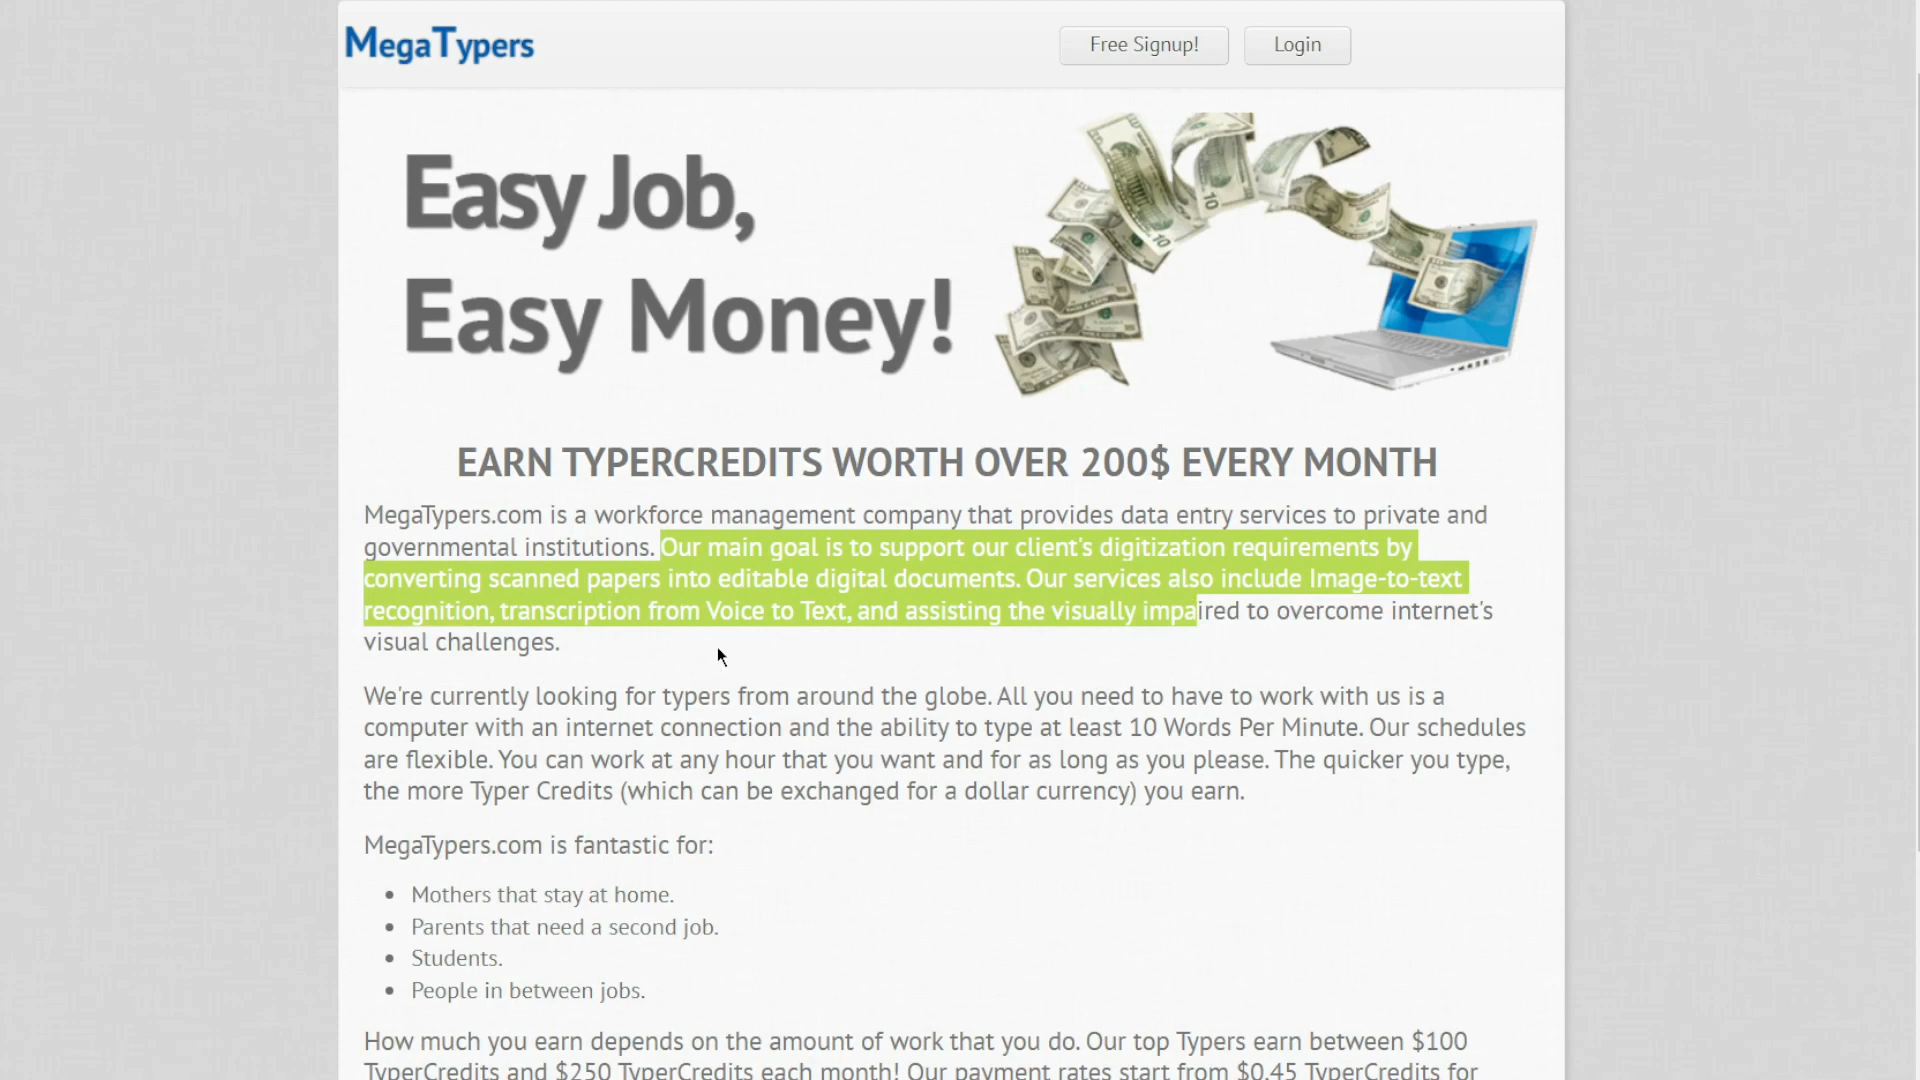 MegaTypers
Free Signup!
Login
Easy Job,
Easy Money!
EARN TYPERCREDITS WORTH OVER 200$ EVERY MONTH
MegaTypers.com is a workforce management company that provides data entry services to private and
governmental institutions. Our main goal is to support our client's digitization requirements by
converting scanned papers into editable digital documents. Our services also include Image-to-text
recognition, transcription from Voice to Text, and assisting the visually impaired to overcome internet's
visual challenges.
We're currently looking for typers from around the globe. All you need to have to work with us is a
computer with an internet connection and the ability to type at least 10 Words Per Minute. Our schedules
are flexible. You can work at any hour that you want and for as long as you please. The quicker you type,
the more Typer Credits (which can be exchanged for a dollar currency) you earn.
MegaTypers.com is fantastic for:
Mothers that stay at home.
Parents that need a second job.
Students.
People in between jobs.
How much you earn depends on the amount of work that you do. Our top Typers earn between $100
TyperCredits and $250 TyperCredits each month! Our payment rates start from $0.45 TyperCredits for